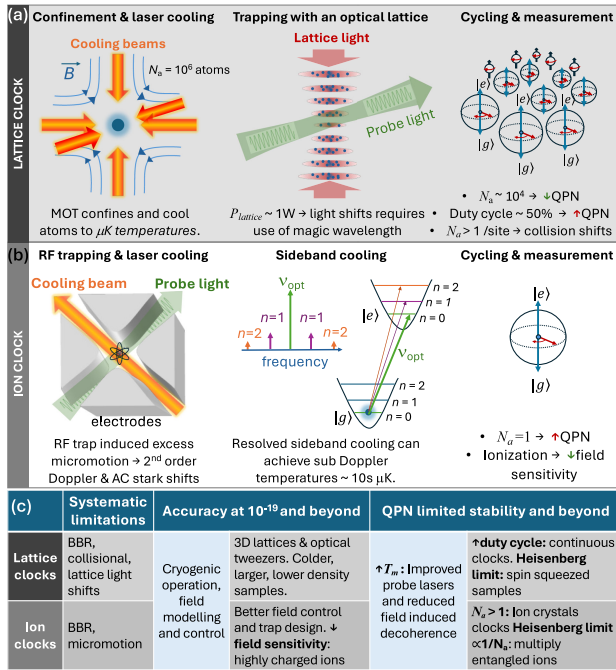 (a)
LATTICE CLOCK
Confinement & laser cooling
Cooling beams
B
Nₐ = 10⁶ atoms
MOT confines and cool
atoms to μK temperatures.
Trapping with an optical lattice
Lattice light
Probe light
P_lattice ~ 1W → light shifts requires
use of magic wavelength
Cycling & measurement
|e⟩
|g⟩
|g⟩
|g⟩
• Nₐ ~ 10⁴ → ↓QPN
• Duty cycle ~ 50% → ↑QPN
• Nₐ > 1 /site → collision shifts
(b)
ION CLOCK
RF trapping & laser cooling
Cooling beam
Probe light
electrodes
RF trap induced excess
micromotion → 2nd order
Doppler & AC stark shifts
Sideband cooling
ν_opt
n=1
n=1
n=2
n=2
frequency
n = 2
n = 1
n = 0
|e⟩
ν_opt
n = 2
n = 1
n = 0
|g⟩
Resolved sideband cooling can
achieve sub Doppler
temperatures ~ 10s μK.
Cycling & measurement
|e⟩
|g⟩
• Nₐ =1 → ↑QPN
• Ionization → ↓field
sensitivity
(c)
Systematic
limitations
Accuracy at 10⁻¹⁹ and beyond
QPN limited stability and beyond
Lattice
clocks
BBR,
collisional,
lattice light
shifts
Cryogenic
operation,
field
modelling
and control
3D lattices & optical
tweezers. Colder,
larger, lower density
samples.
↑Tₘ : Improved
probe lasers
and reduced
field induced
decoherence
↑duty cycle: continuous
clocks. Heisenberg
limit: spin squeezed
samples
Ion
clocks
BBR,
micromotion
Better field control
and trap design. ↓
field sensitivity:
highly charged ions
Nₐ > 1: Ion crystals
clocks Heisenberg limit
∝1/Nₐ: multiply
entangled ions